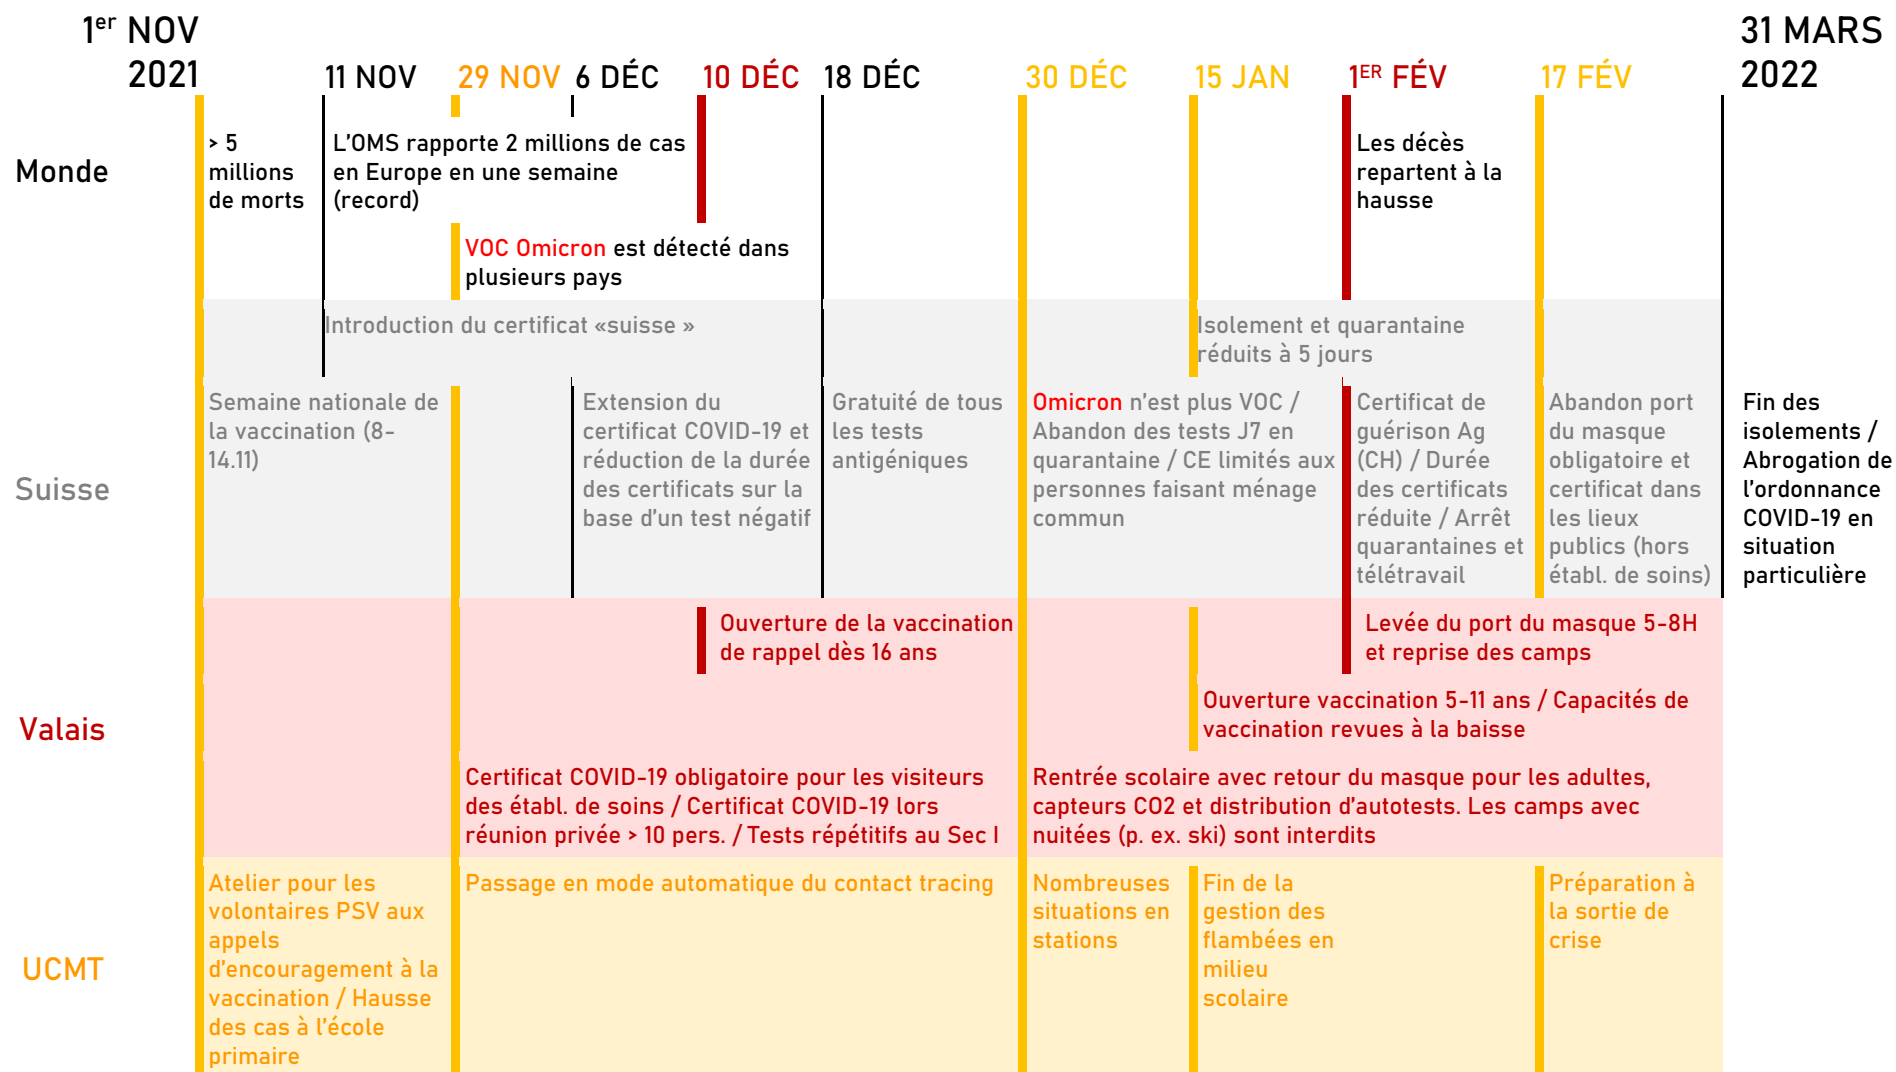 1er NOV
2021
11 NOV
29 NOV
6 DÉC
10 DÉC
18 DÉC
30 DÉC
15 JAN
1ER FÉV
17 FÉV
31 MARS
2022
Monde
> 5
millions
de morts
L'OMS rapporte 2 millions de cas
en Europe en une semaine
(record)
VOC Omicron est détecté dans
plusieurs pays
Les décès
repartent à la
hausse
Suisse
Introduction du certificat «suisse »
Isolement et quarantaine
réduits à 5 jours
Semaine nationale de
la vaccination (8-
14.11)
Extension du
certificat COVID-19 et
réduction de la durée
des certificats sur la
base d'un test négatif
Gratuité de tous
les tests
antigéniques
Omicron n'est plus VOC /
Abandon des tests J7 en
quarantaine / CE limités aux
personnes faisant ménage
commun
Certificat de
guérison Ag
(CH) / Durée
des certificats
réduite / Arrêt
quarantaines et
télétravail
Abandon port
du masque
obligatoire et
certificat dans
les lieux
publics (hors
établ. de soins)
Fin des
isolements /
Abrogation de
l'ordonnance
COVID-19 en
situation
particulière
Valais
Ouverture de la vaccination
de rappel dès 16 ans
Levée du port du masque 5-8H
et reprise des camps
Ouverture vaccination 5-11 ans / Capacités de
vaccination revues à la baisse
Certificat COVID-19 obligatoire pour les visiteurs
des établ. de soins / Certificat COVID-19 lors
réunion privée > 10 pers. / Tests répétitifs au Sec I
Rentrée scolaire avec retour du masque pour les adultes,
capteurs CO2 et distribution d'autotests. Les camps avec
nuitées (p. ex. ski) sont interdits
UCMT
Atelier pour les
volontaires PSV aux
appels
d'encouragement à la
vaccination / Hausse
des cas à l'école
primaire
Passage en mode automatique du contact tracing
Nombreuses
situations en
stations
Fin de la
gestion des
flambées en
milieu
scolaire
Préparation à
la sortie de
crise